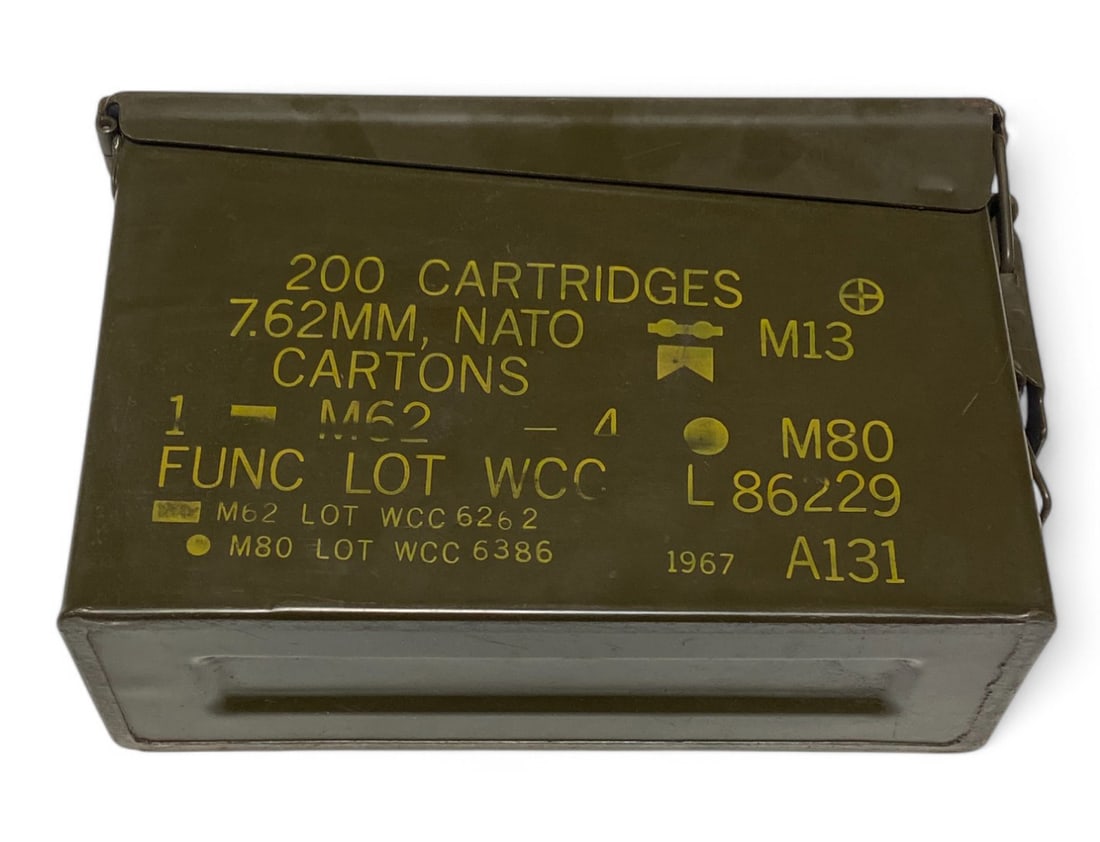 200 CARTRIDGES
7.62MM, NATO
CARTONS
M13
1 - M62 - 4 M80
FUNC LOT WCC L 86229
M62 LOT WCC 6262
M80 LOT WCC 6386
1967 A131